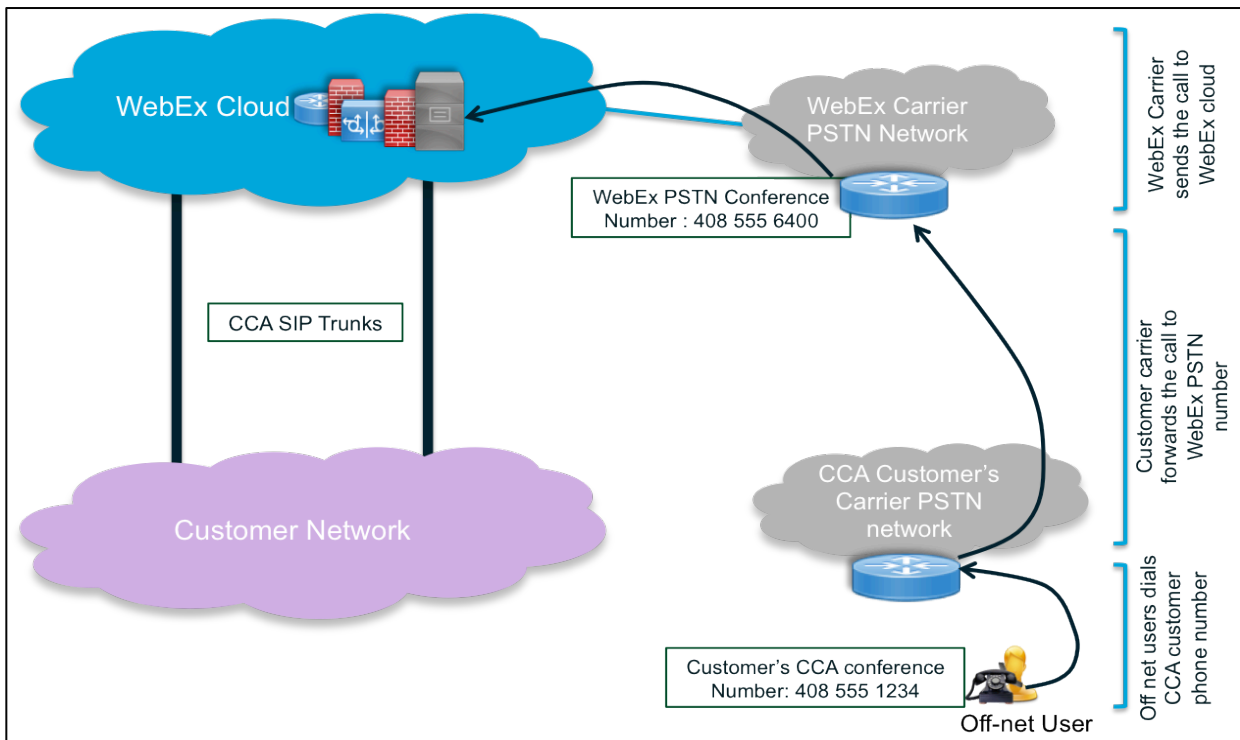 WebEx Cloud
WebEx Carrier
PSTN Network
WebEx PSTN Conference
Number : 408 555 6400
WebEx Carrier
sends the call to
WebEx cloud
CCA SIP Trunks
Customer carrier
forwards the call to
WebEx PSTN
number
Customer Network
CCA Customer's
Carrier PSTN
network
Customer's CCA conference
Number: 408 555 1234
Off-net User
Off net users dials
CCA customer
phone number